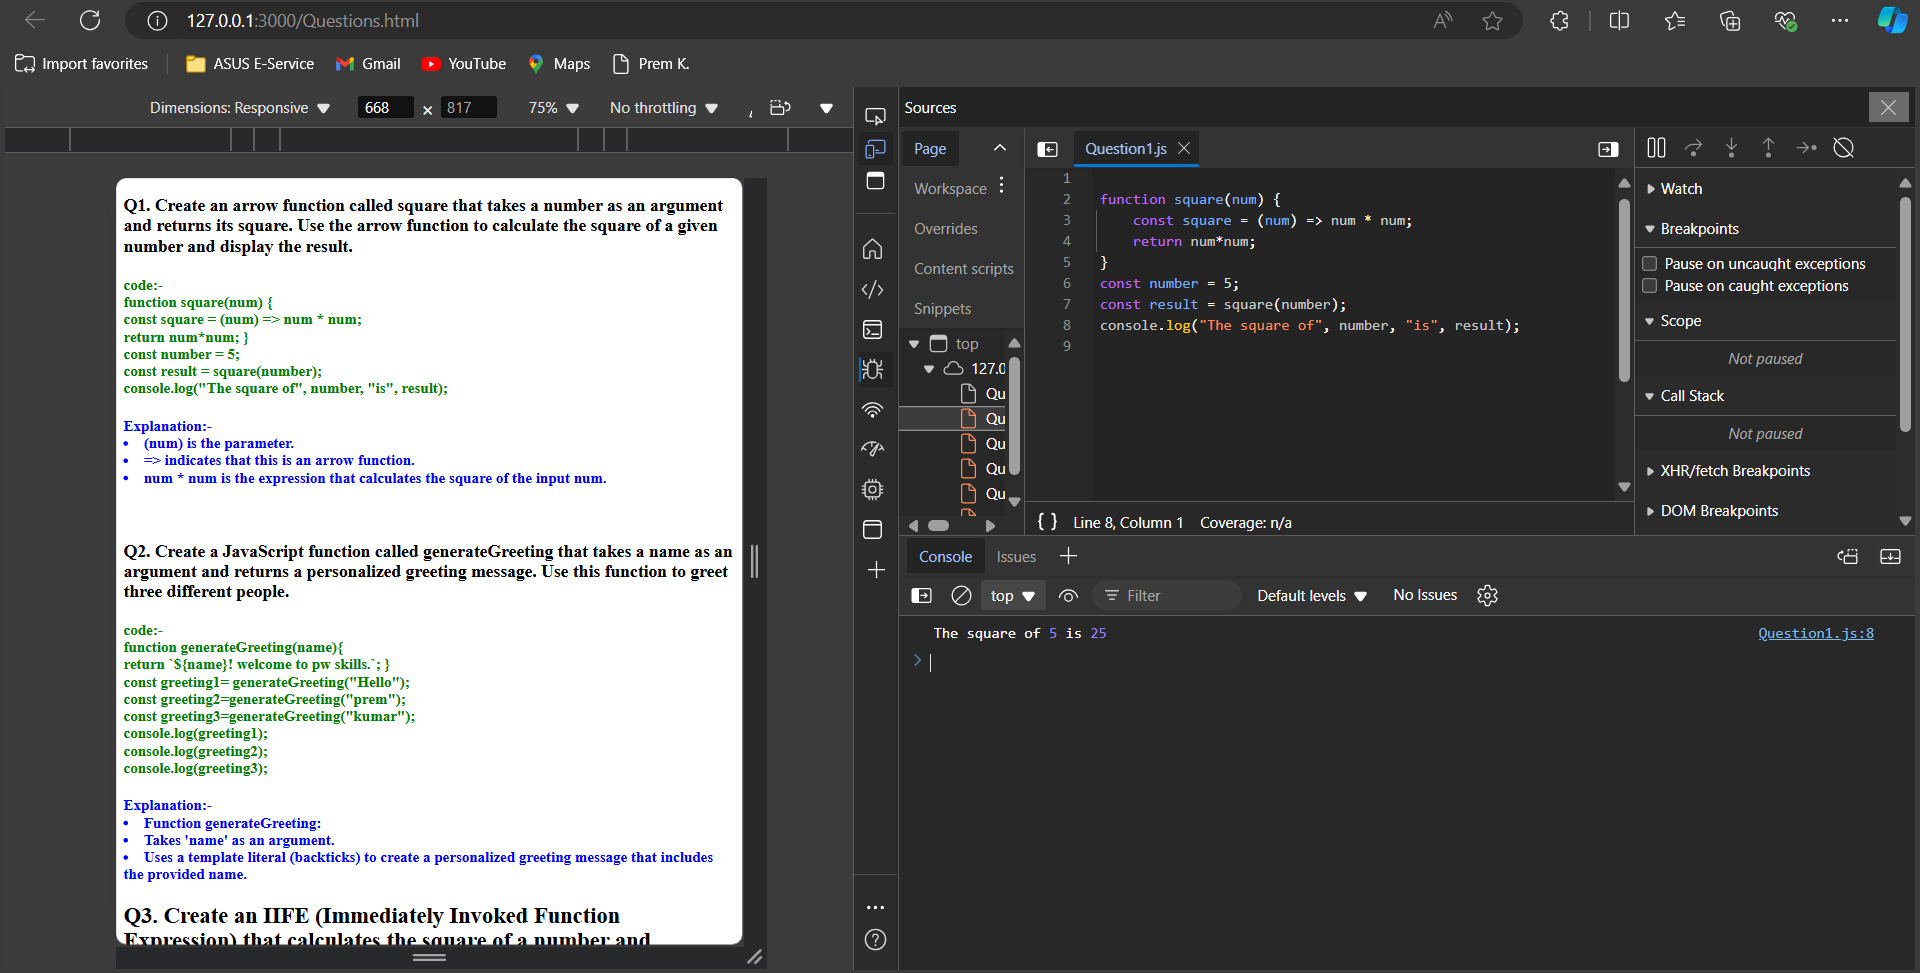 127.0.0.1:3000/Questions.html
Import favorites
ASUS E-Service
Gmail
YouTube
Maps
Prem K.
Dimensions: Responsive
668
×
817
75%
No throttling
Q1. Create an arrow function called square that takes a number as an argument
and returns its square. Use the arrow function to calculate the square of a given
number and display the result.
code:-
function square(num) {
const square = (num) => num * num;
return num*num; }
const number = 5;
const result = square(number);
console.log("The square of", number, "is", result);
Explanation:-
• (num) is the parameter.
• => indicates that this is an arrow function.
• num * num is the expression that calculates the square of the input num.
Q2. Create a JavaScript function called generateGreeting that takes a name as an
argument and returns a personalized greeting message. Use this function to greet
three different people.
code:-
function generateGreeting(name){
return `${name}! welcome to pw skills.`; }
const greeting1= generateGreeting("Hello");
const greeting2=generateGreeting("prem");
const greeting3=generateGreeting("kumar");
console.log(greeting1);
console.log(greeting2);
console.log(greeting3);
Explanation:-
• Function generateGreeting:
• Takes 'name' as an argument.
• Uses a template literal (backticks) to create a personalized greeting message that includes
the provided name.
Q3. Create an IIFE (Immediately Invoked Function
Expression) that calculates the square of a number and
Sources
Page
Workspace
Overrides
Content scripts
Snippets
top
127.0
Qu
Qu
Qu
Qu
Qu
Question1.js
1
2 function square(num) {
3 const square = (num) => num * num;
4 return num*num;
5 }
6 const number = 5;
7 const result = square(number);
8 console.log("The square of", number, "is", result);
9
{ } Line 8, Column 1 Coverage: n/a
Watch
Breakpoints
Pause on uncaught exceptions
Pause on caught exceptions
Scope
Not paused
Call Stack
Not paused
XHR/fetch Breakpoints
DOM Breakpoints
Console
Issues
top
Filter
Default levels
No Issues
The square of 5 is 25
Question1.js:8